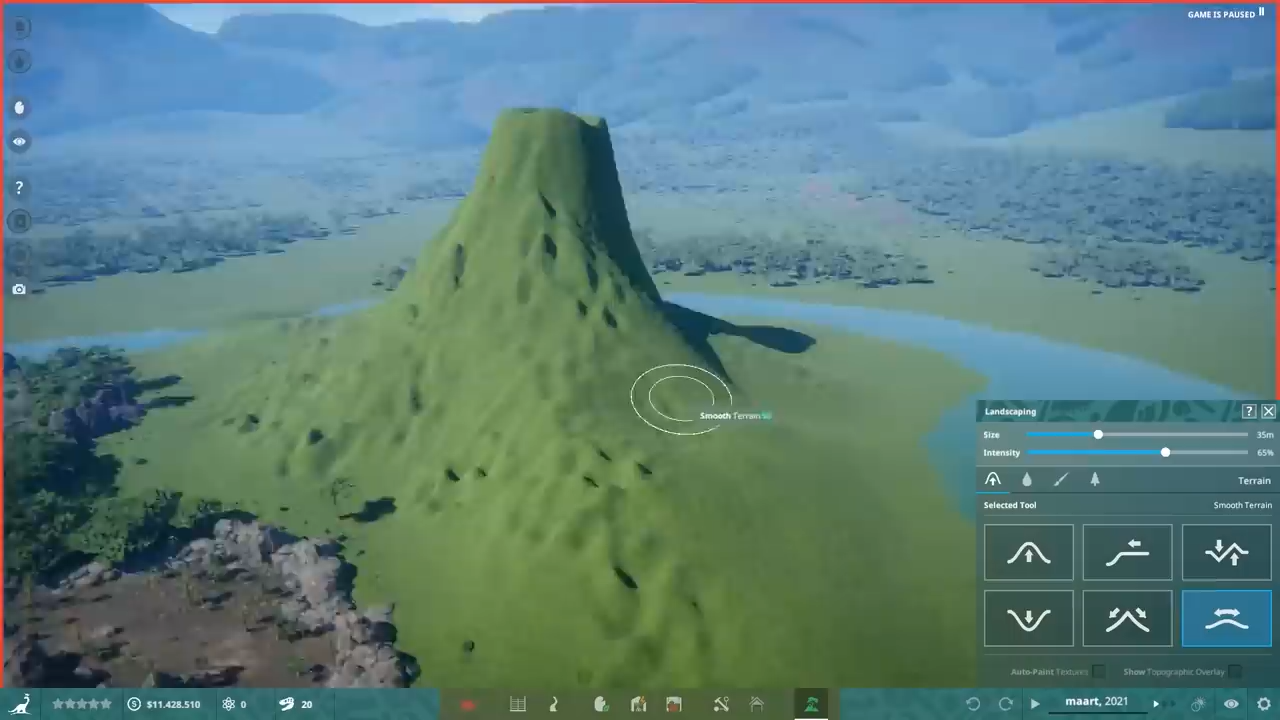 GAME IS PAUSED
Smooth Terrain
Landscaping
?
Size 35m
Intensity 65%
Terrain
Selected Tool Smooth Terrain
Auto-Paint Textures Show Topographic Overlay
$11.428.510 0 20
maart, 2021
?